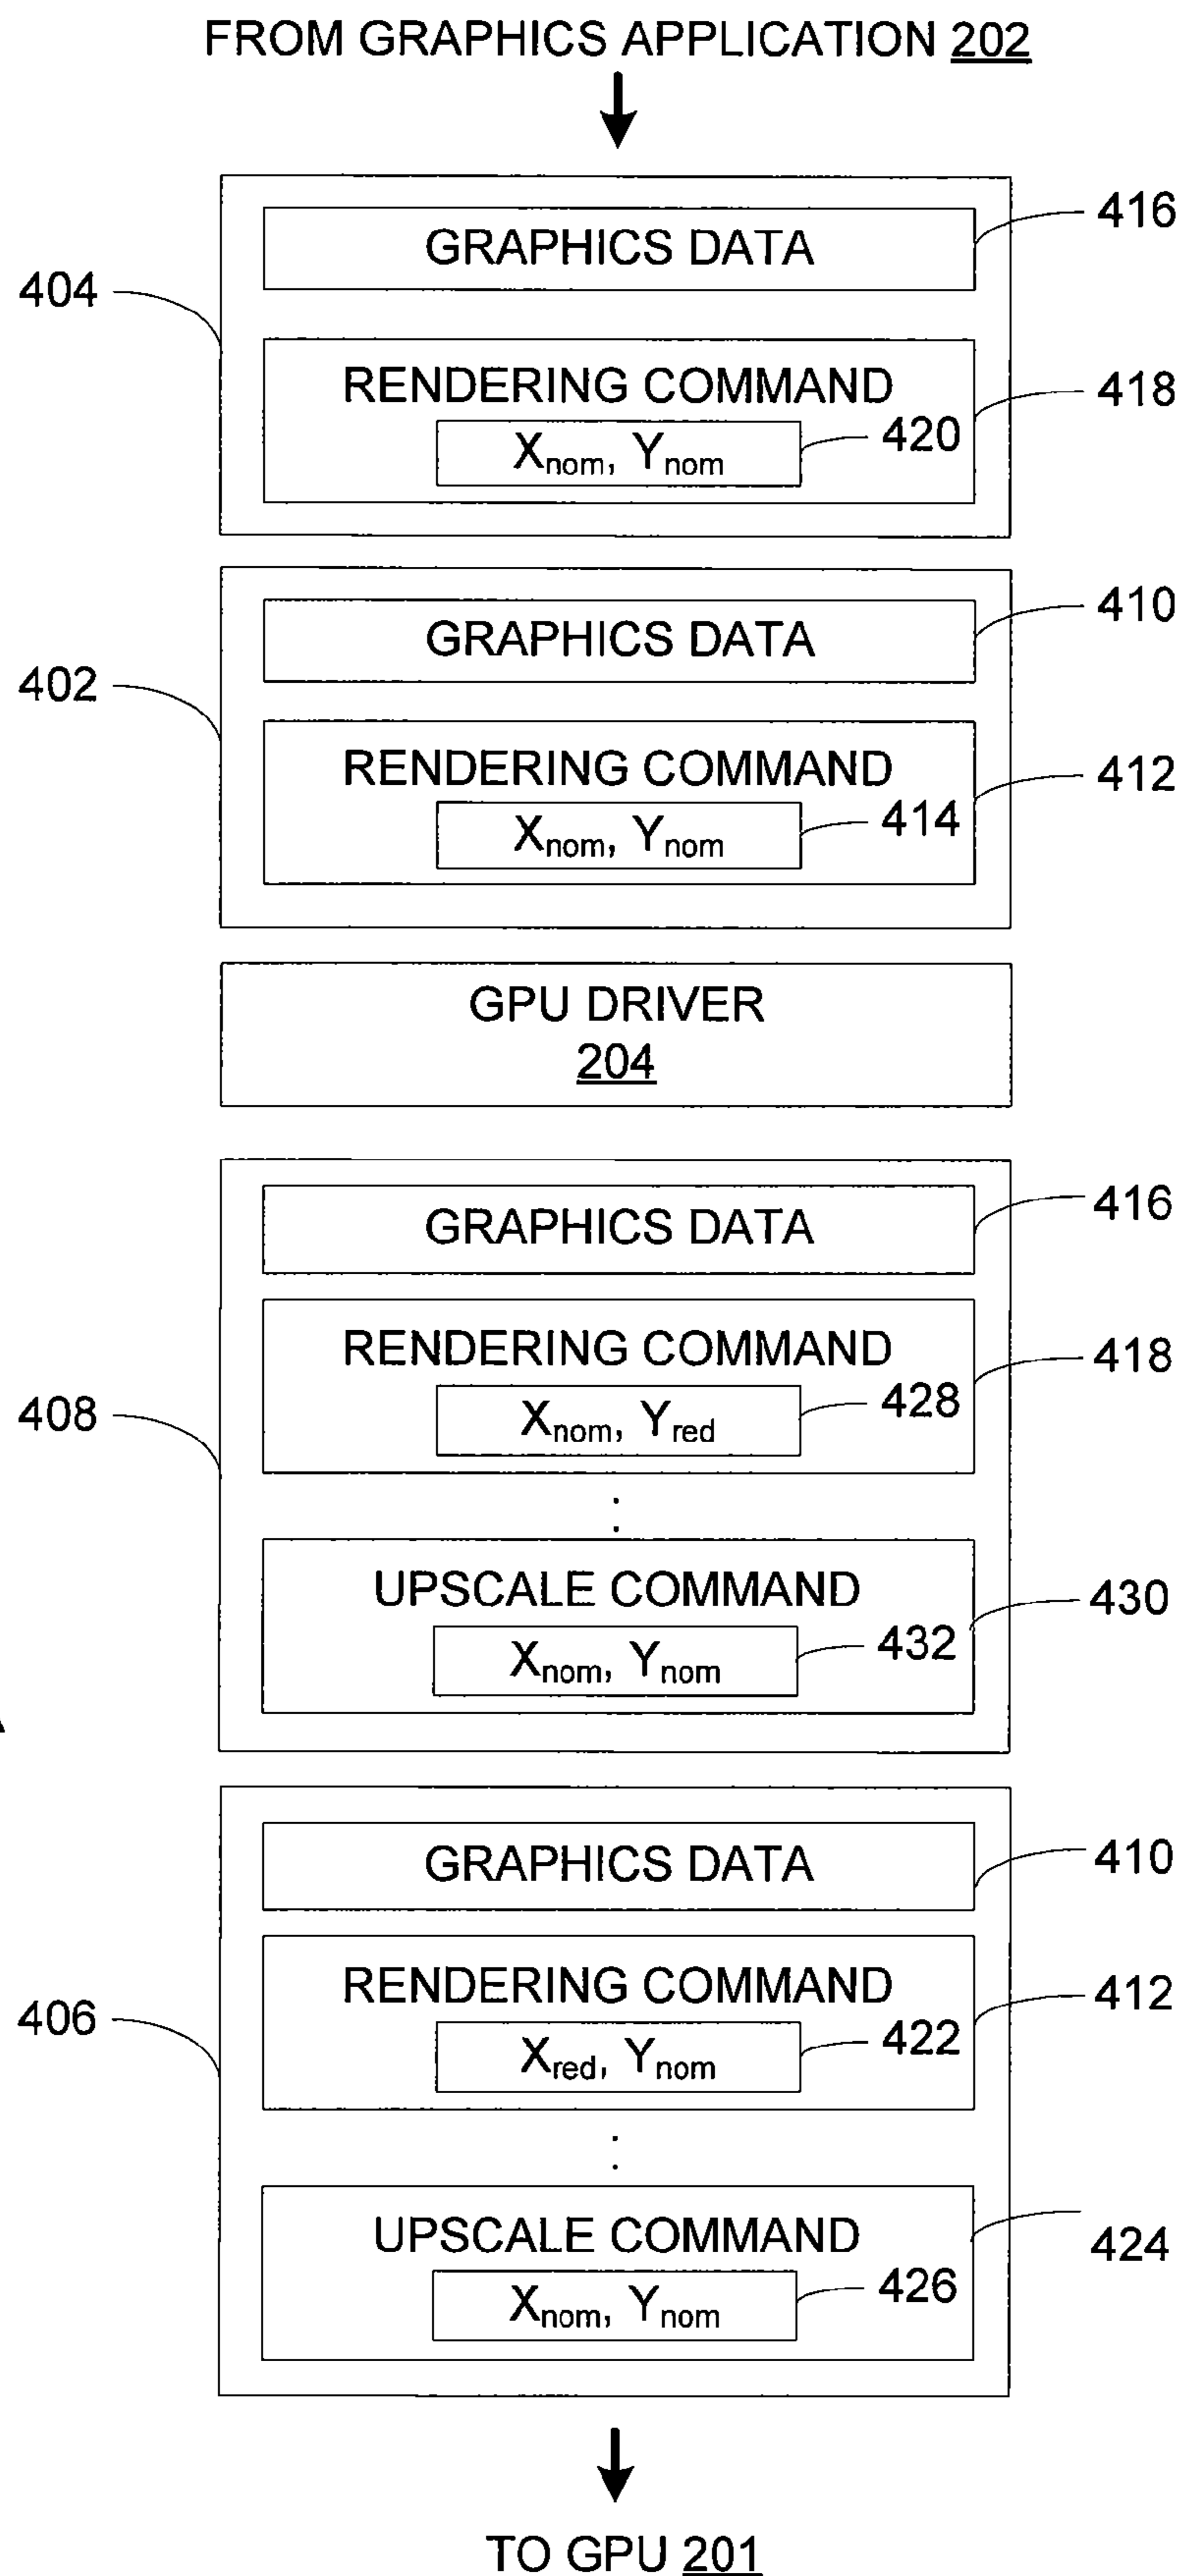 FROM GRAPHICS APPLICATION 202
GRAPHICS DATA
416
404
RENDERING COMMAND
418
Xnom, Ynom
420
GRAPHICS DATA
410
402
RENDERING COMMAND
412
Xnom, Ynom
414
GPU DRIVER
204
GRAPHICS DATA
416
RENDERING COMMAND
418
Xnom, Yred
428
408
UPSCALE COMMAND
430
Xnom, Ynom
432
GRAPHICS DATA
410
RENDERING COMMAND
412
406
Xred, Ynom
422
UPSCALE COMMAND
424
Xnom, Ynom
426
TO GPU 201